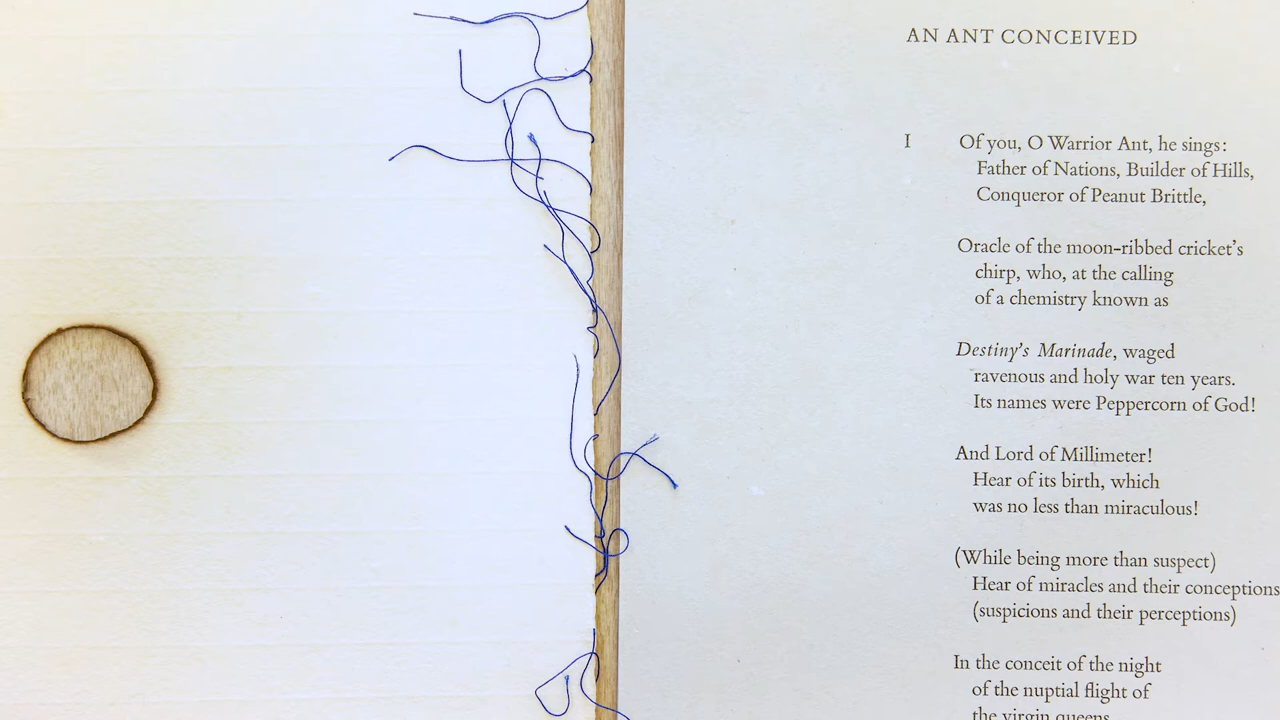 AN ANT CONCEIVED
I Of you, O Warrior Ant, he sings:
Father of Nations, Builder of Hills,
Conqueror of Peanut Brittle,
Oracle of the moon-ribbed cricket's
chirp, who, at the calling
of a chemistry known as
Destiny's Marinade, waged
ravenous and holy war ten years.
Its names were Peppercorn of God!
And Lord of Millimeter!
Hear of its birth, which
was no less than miraculous!
(While being more than suspect)
Hear of miracles and their conceptions
(suspicions and their perceptions)
In the conceit of the night
of the nuptial flight of
the virgin queens